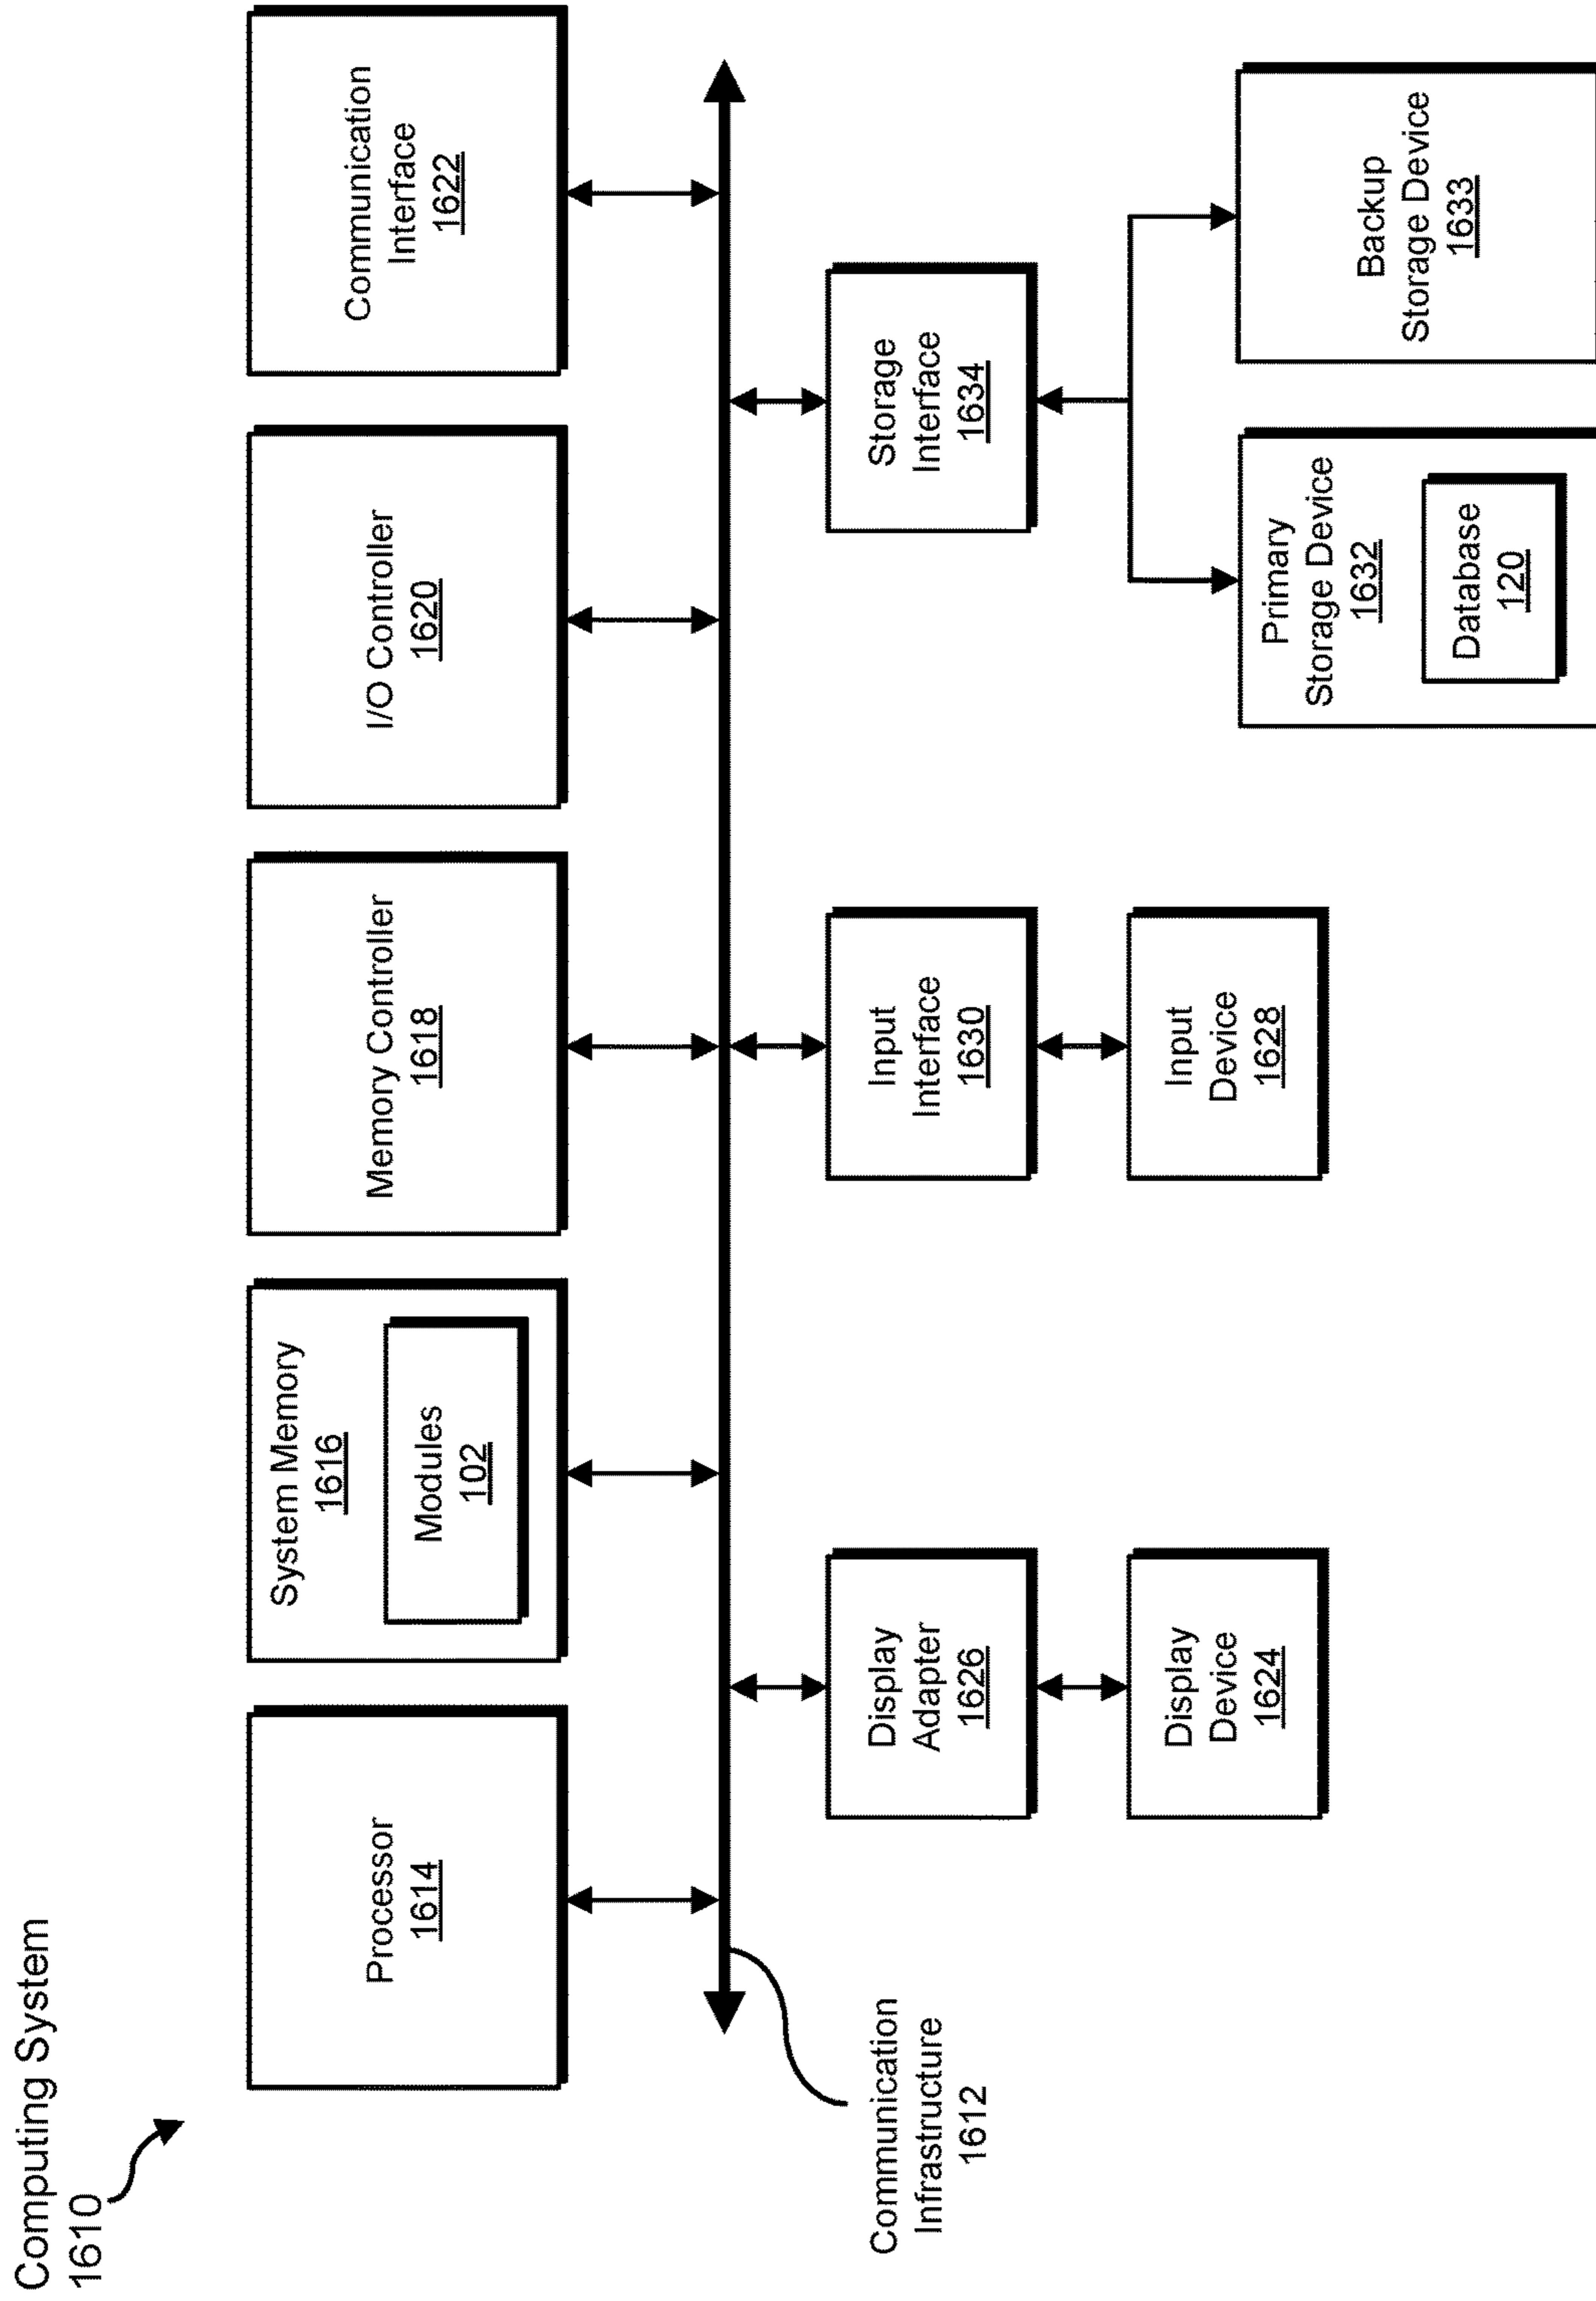 Computing System
1610
Processor
1614
System Memory
1616
Modules
102
Memory Controller
1618
I/O Controller
1620
Communication
Interface
1622
Communication
Infrastructure
1612
Display
Adapter
1626
Input
Interface
1630
Storage
Interface
1634
Display
Device
1624
Input
Device
1628
Primary
Storage Device
1632
Database
120
Backup
Storage Device
1633